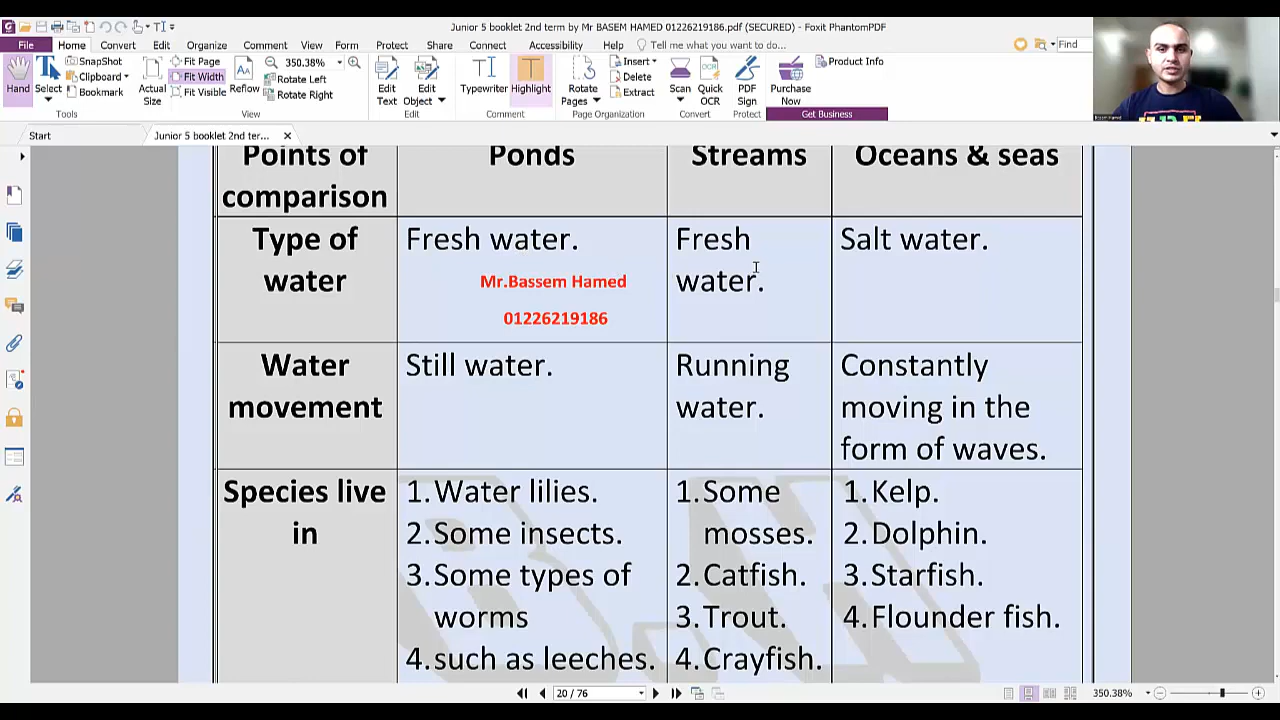 Junior 5 booklet 2nd term by Mr BASEM HAMED 01226219186.pdf (SECURED) - Foxit PhantomPDF
File Home Convert Edit Organize Comment View Form Protect Share Connect Accessibility Help Tell me what you want to do... Find
Hand
Select
SnapShot
Clipboard
Bookmark
Tools
Actual Size
Fit Page
Fit Width
Fit Visible
Reflow
350.38%
Rotate Left
Rotate Right
View
Edit Text
Edit Object
Edit
Typewriter
Highlight
Comment
Rotate Pages
Insert
Delete
Extract
Page Organization
Scan
Quick OCR
Convert
PDF Sign
Protect
Purchase Now
Product Info
Get Business
Start
Junior 5 booklet 2nd ter...
Points of comparison
Ponds
Streams
Oceans & seas
Type of water
Fresh water.
Mr.Bassem Hamed
01226219186
Fresh water.
Salt water.
Water movement
Still water.
Running water.
Constantly
moving in the
form of waves.
Species live in
1.Water lilies.
2.Some insects.
3.Some types of
worms
4.such as leeches.
1.Some
mosses.
2.Catfish.
3.Trout.
4.Crayfish.
1.Kelp.
2.Dolphin.
3.Starfish.
4.Flounder fish.
20 / 76
350.38%